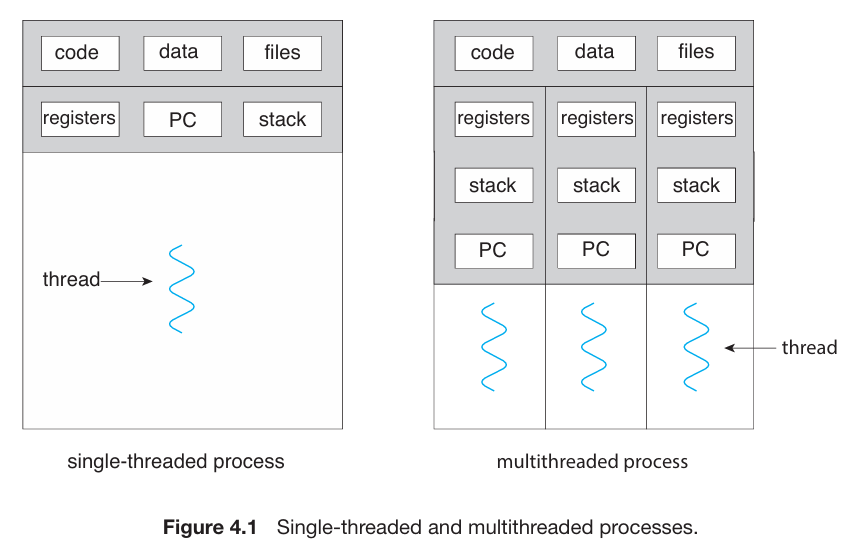 code data files
registers PC stack
thread
single-threaded process
code data files
registers registers registers
stack stack stack
PC PC PC
thread
multithreaded process
Figure 4.1 Single-threaded and multithreaded processes.